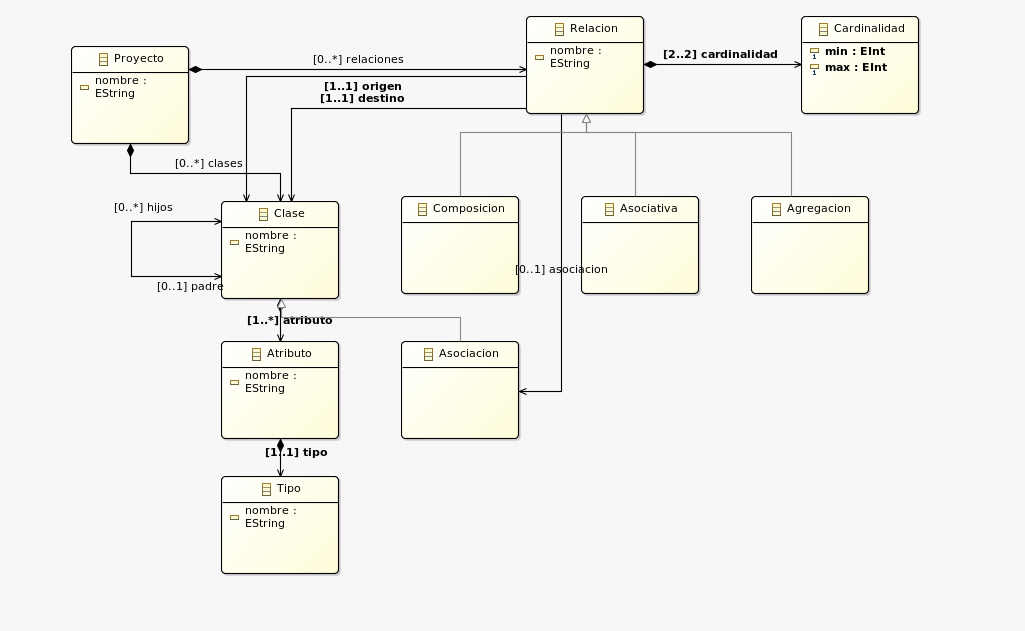 Relacion
nombre :
EString
Cardinalidad
min : EInt
max : EInt
Proyecto
nombre :
EString
[0..*] relaciones
[2..2] cardinalidad
[1..1] origen
[1..1] destino
[0..*] clases
[0..*] hijos
[0..1] padre
Clase
nombre :
EString
Composicion
Asociativa
Agregacion
[0..1] asociacion
[1..*] atributo
Atributo
nombre :
EString
Asociacion
[1..1] tipo
Tipo
nombre :
EString